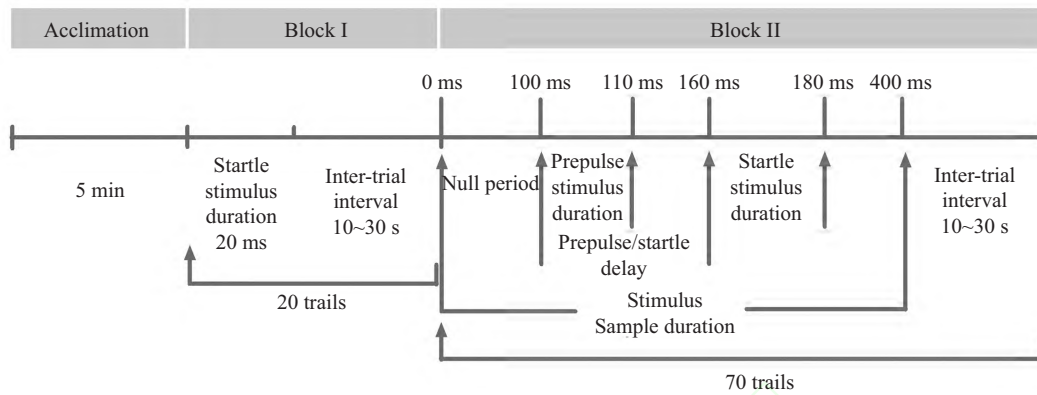 Acclimation
Block I
Block II
0 ms
100 ms
110 ms
160 ms
180 ms
400 ms
5 min
Startle
stimulus
duration
20 ms
Inter-trial
interval
10~30 s
Null period
Prepulse
stimulus
duration
Prepulse/startle
delay
Startle
stimulus
duration
Inter-trial
interval
10~30 s
20 trails
Stimulus
Sample duration
70 trails